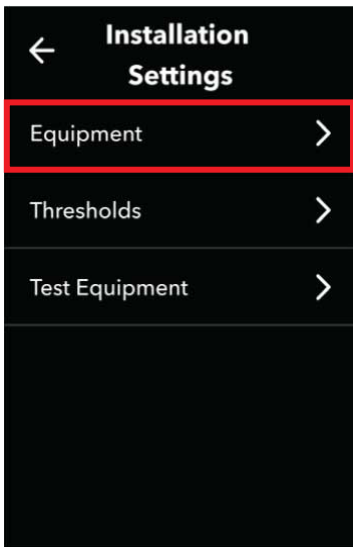 Installation
Settings
Equipment
Thresholds
Test Equipment